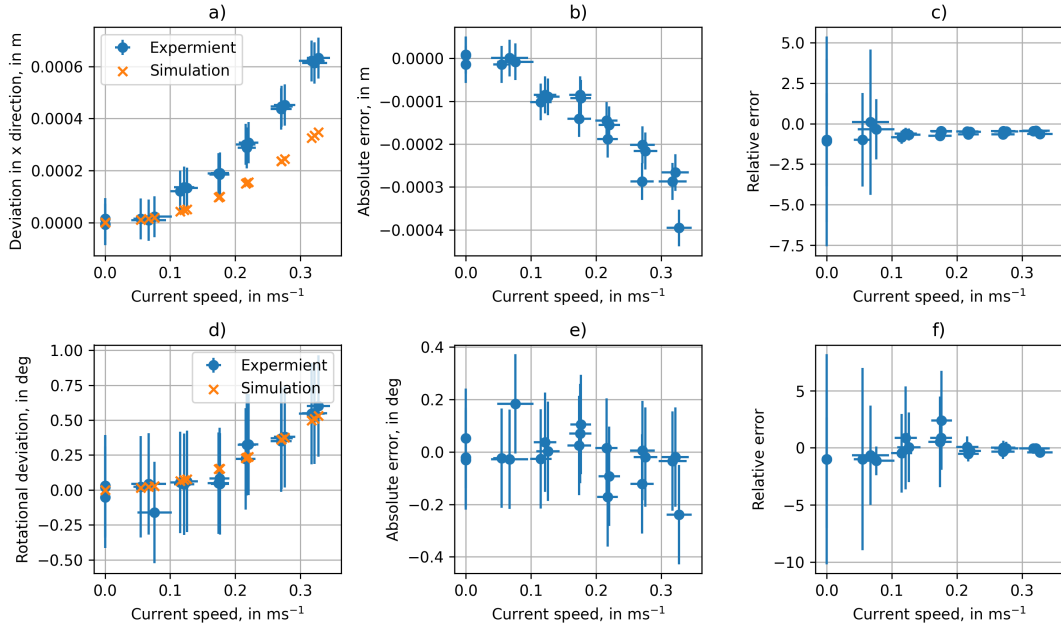 a)
b)
c)
Deviation in x direction, in m
0.0006
0.0004
0.0002
0.0000
Expermient
Simulation
0.0
0.1
0.2
0.3
Current speed, in ms⁻¹
Absolute error, in m
0.0000
−0.0001
−0.0002
−0.0003
−0.0004
0.0
0.1
0.2
0.3
Current speed, in ms⁻¹
Relative error
5.0
2.5
0.0
−2.5
−5.0
−7.5
0.0
0.1
0.2
0.3
Current speed, in ms⁻¹
d)
e)
f)
Rotational deviation, in deg
1.00
0.75
0.50
0.25
0.00
−0.25
−0.50
Expermient
Simulation
0.0
0.1
0.2
0.3
Current speed, in ms⁻¹
Absolute error, in deg
0.4
0.2
0.0
−0.2
−0.4
0.0
0.1
0.2
0.3
Current speed, in ms⁻¹
Relative error
5
0
−5
−10
0.0
0.1
0.2
0.3
Current speed, in ms⁻¹